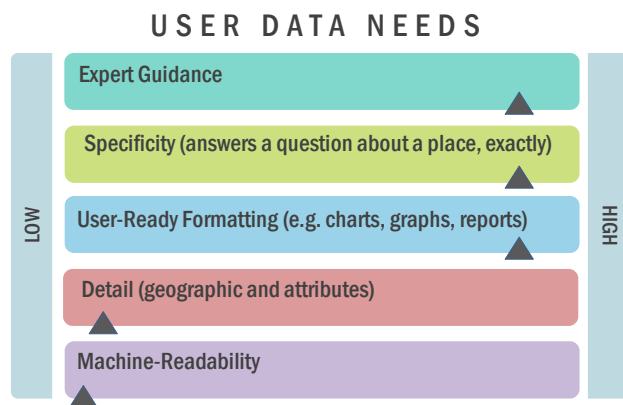 USER DATA NEEDS
Expert Guidance
Specificity (answers a question about a place, exactly)
LOW
User-Ready Formatting (e.g. charts, graphs, reports)
HIGH
Detail (geographic and attributes)
Machine-Readability